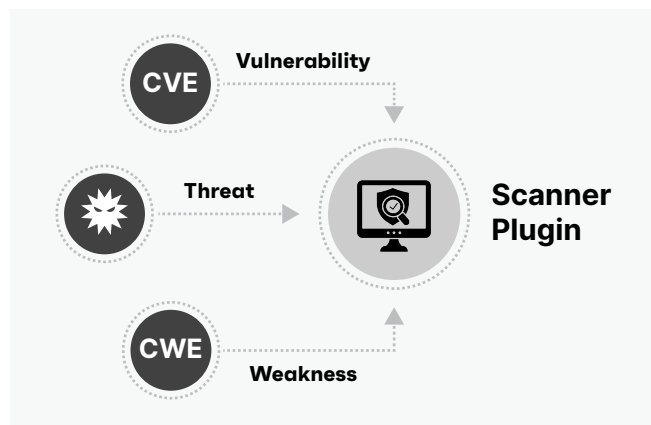 CVE
Vulnerability
Threat
Scanner
Plugin
CWE
Weakness